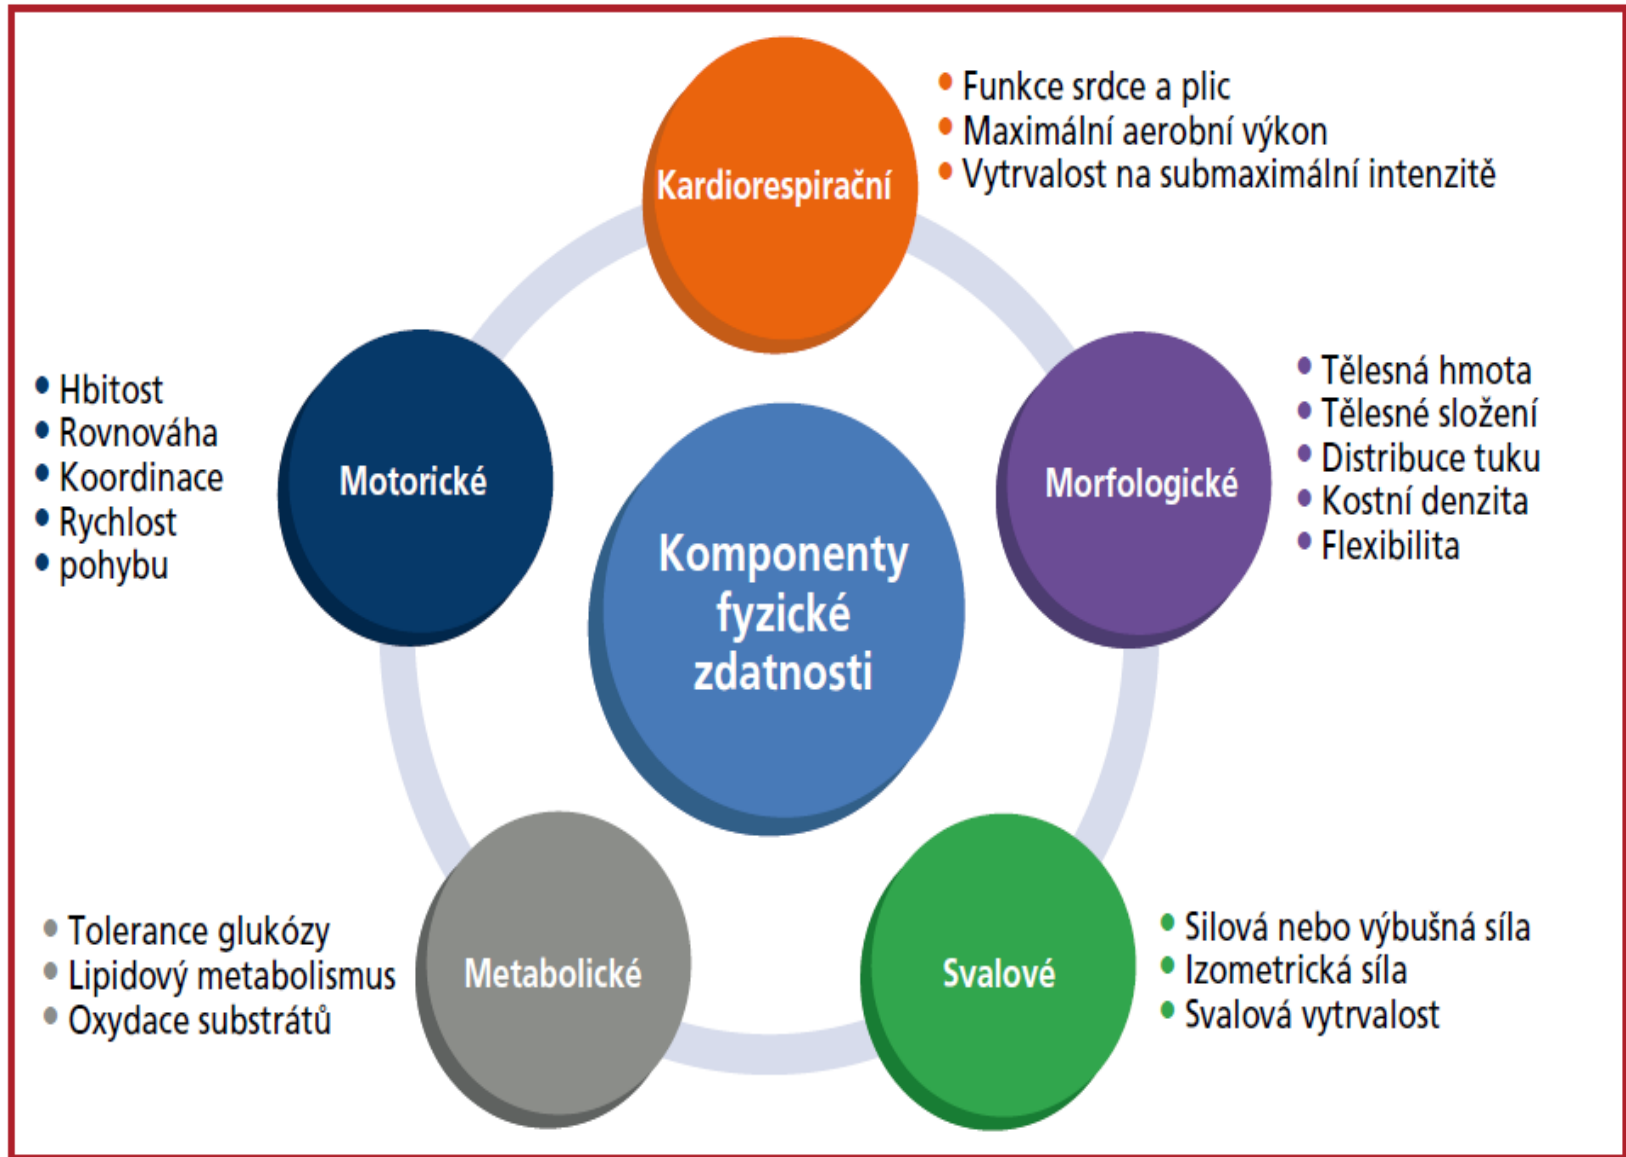 Kardiorespirační
• Funkce srdce a plic
• Maximální aerobní výkon
• Vytrvalost na submaximální intenzitě
Morfologické
• Tělesná hmota
• Tělesné složení
• Distribuce tuku
• Kostní denzita
• Flexibilita
Svalové
• Silová nebo výbušná síla
• Izometrická síla
• Svalová vytrvalost
Metabolické
• Tolerance glukózy
• Lipidový metabolismus
• Oxydace substrátů
Motorické
• Hbitost
• Rovnováha
• Koordinace
• Rychlost
• pohybu
Komponenty
fyzické
zdatnosti